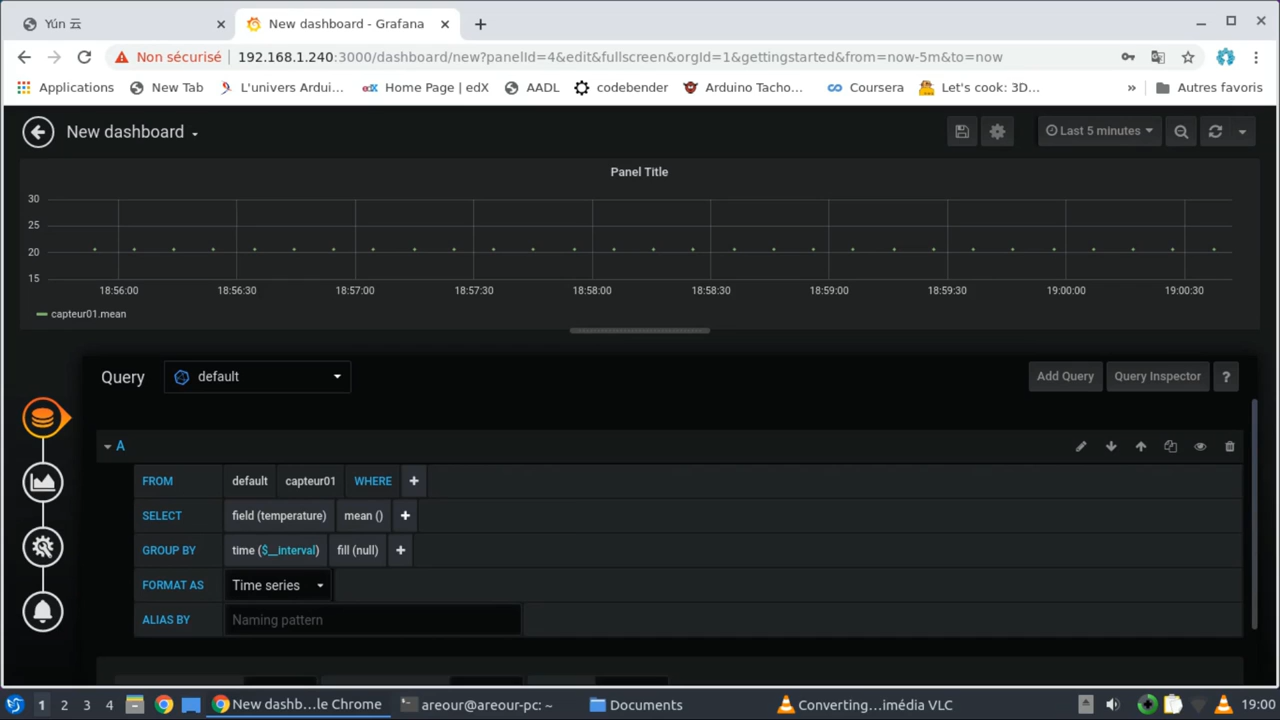 Yún 云
New dashboard - Grafana
Non sécurisé
192.168.1.240:3000/dashboard/new?panelId=4&edit&fullscreen&orgId=1&gettingstarted&from=now-5m&to=now
Applications
New Tab
L'univers Ardui...
Home Page | edX
AADL
codebender
Arduino Tacho...
Coursera
Let's cook: 3D...
»
Autres favoris
New dashboard
Last 5 minutes
Panel Title
30
25
20
15
18:56:00 18:56:30 18:57:00 18:57:30 18:58:00 18:58:30 18:59:00 18:59:30 19:00:00 19:00:30
capteur01.mean
Query
default
Add Query
Query Inspector
?
A
FROM default capteur01 WHERE +
SELECT field (temperature) mean () +
GROUP BY time ($__interval) fill (null) +
FORMAT AS Time series
ALIAS BY Naming pattern
1 2 3 4
New dashb...le Chrome
areour@areour-pc: ~
Documents
Converting...imédia VLC
19:00